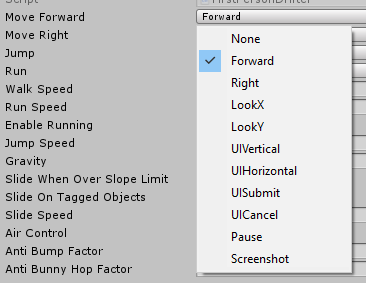 Script
FirstPersonDrifter
Move Forward
Forward
Move Right
Jump
Run
Walk Speed
Run Speed
Enable Running
Jump Speed
Gravity
Slide When Over Slope Limit
Slide On Tagged Objects
Slide Speed
Air Control
Anti Bump Factor
Anti Bunny Hop Factor
None
Forward
Right
LookX
LookY
UIVertical
UIHorizontal
UISubmit
UICancel
Pause
Screenshot